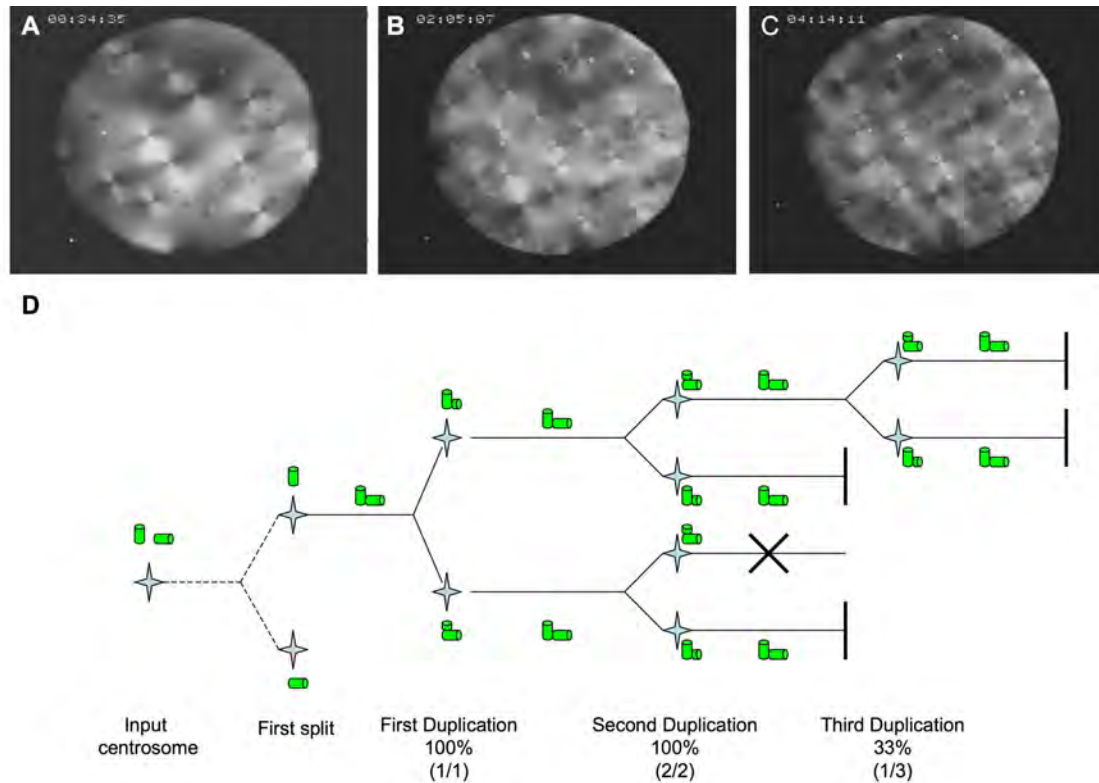 A
00:34:35
B
02:05:07
C
04:14:11
D
Input
centrosome
First split
First Duplication
100%
(1/1)
Second Duplication
100%
(2/2)
Third Duplication
33%
(1/3)